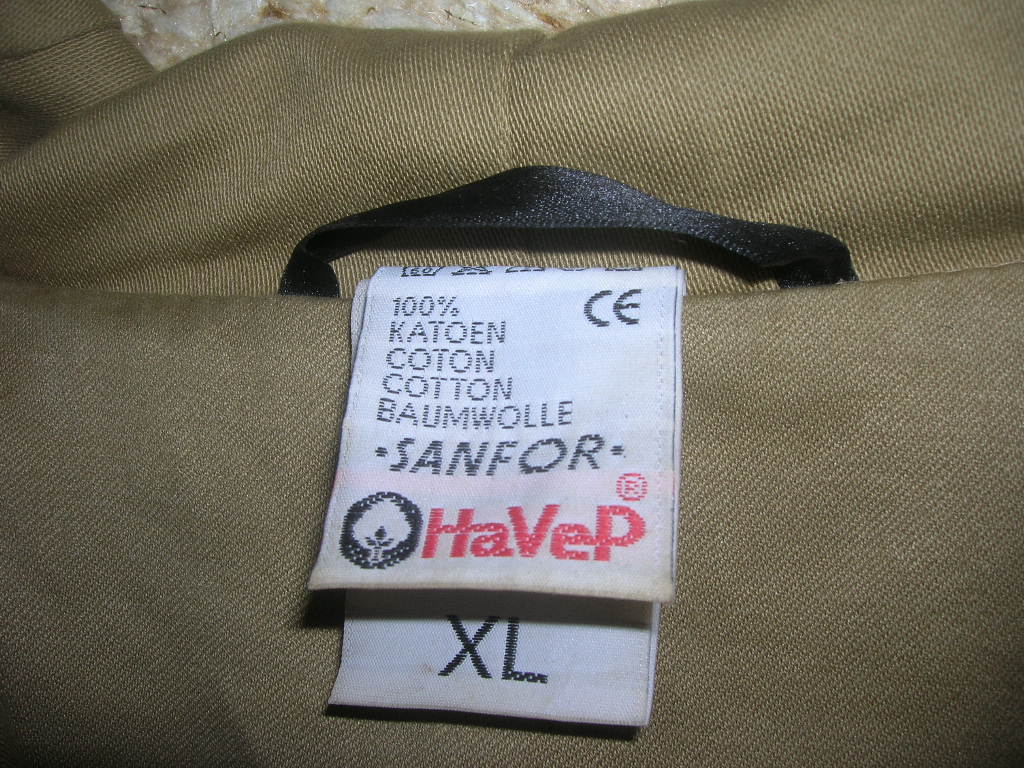 100%
CE
KATOEN
COTON
COTTON
BAUMWOLLE
•SANFOR•
HaVeP®
XL